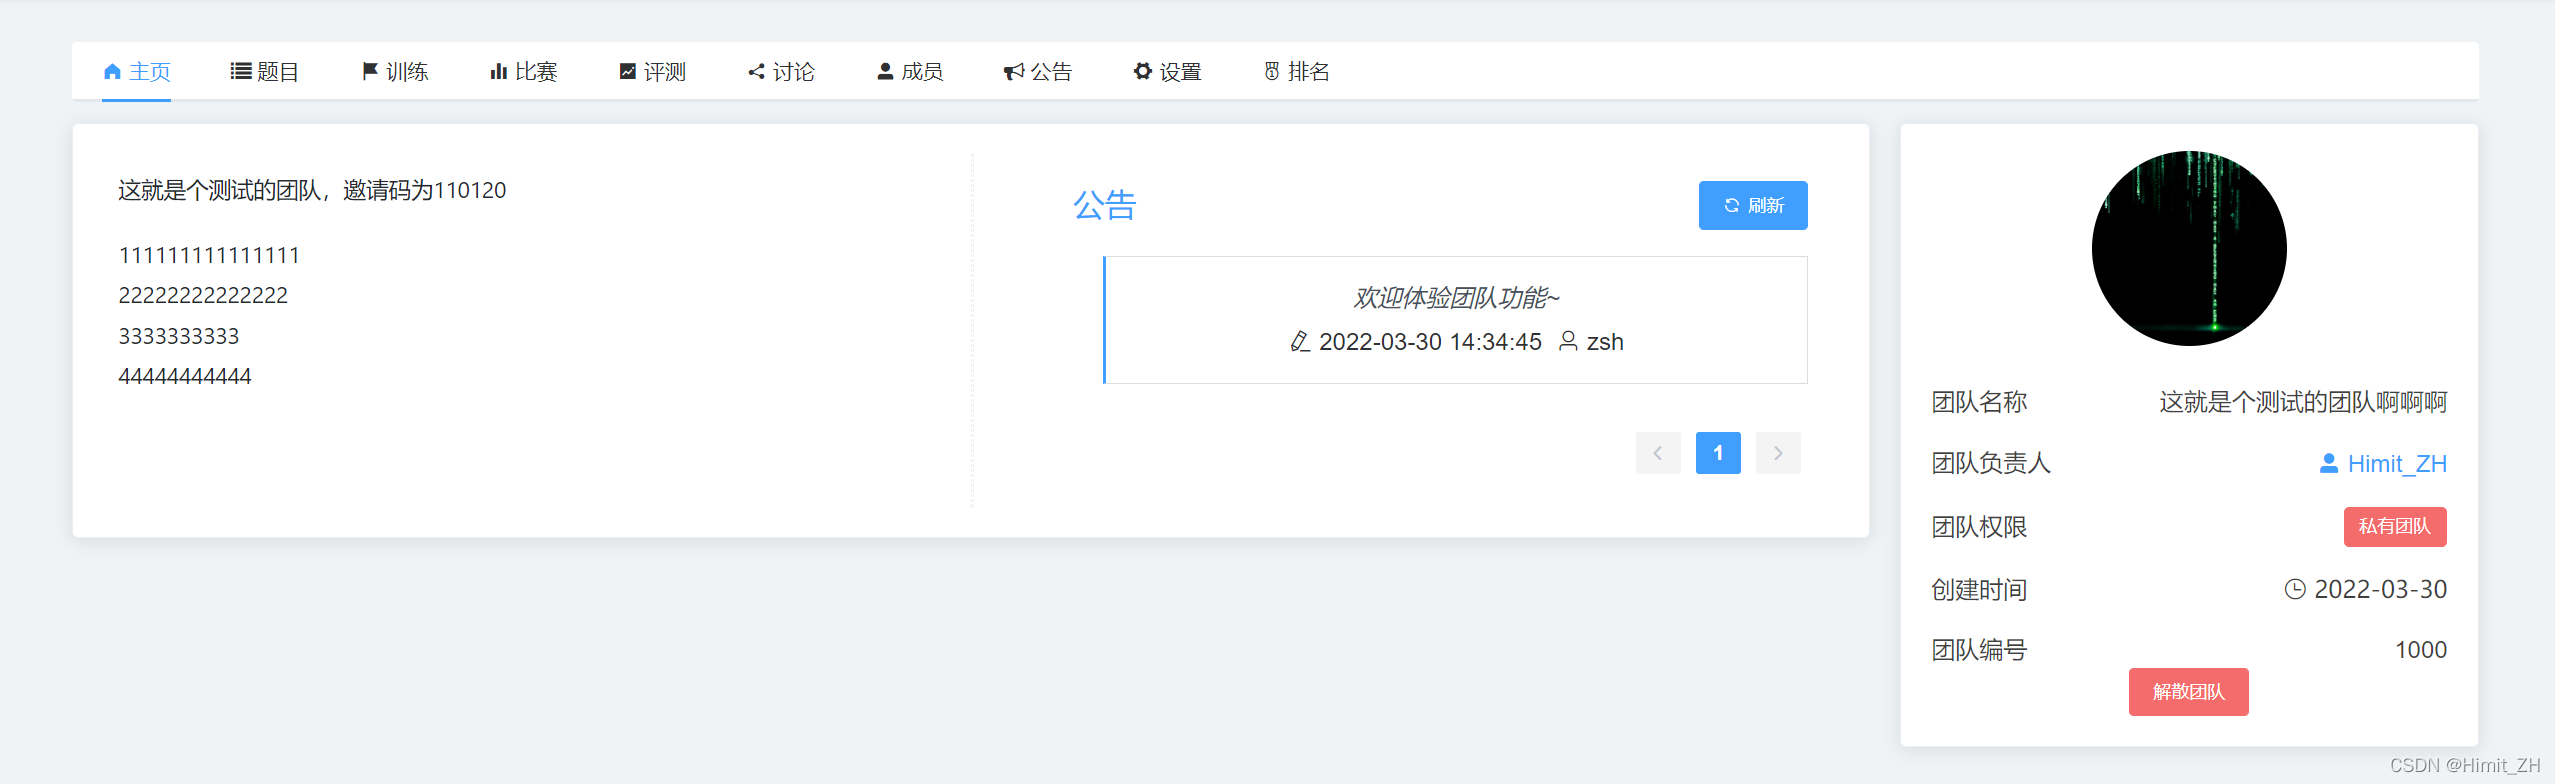 主页 题目 训练 比赛 评测 讨论 成员 公告 设置 排名
这就是个测试的团队，邀请码为110120
111111111111111
22222222222222
3333333333
44444444444
公告
刷新
欢迎体验团队功能~
2022-03-30 14:34:45 zsh
1
团队名称 这就是个测试的团队啊啊啊
团队负责人 Himit_ZH
团队权限 私有团队
创建时间 2022-03-30
团队编号 1000
解散团队
CSDN @Himit_ZH